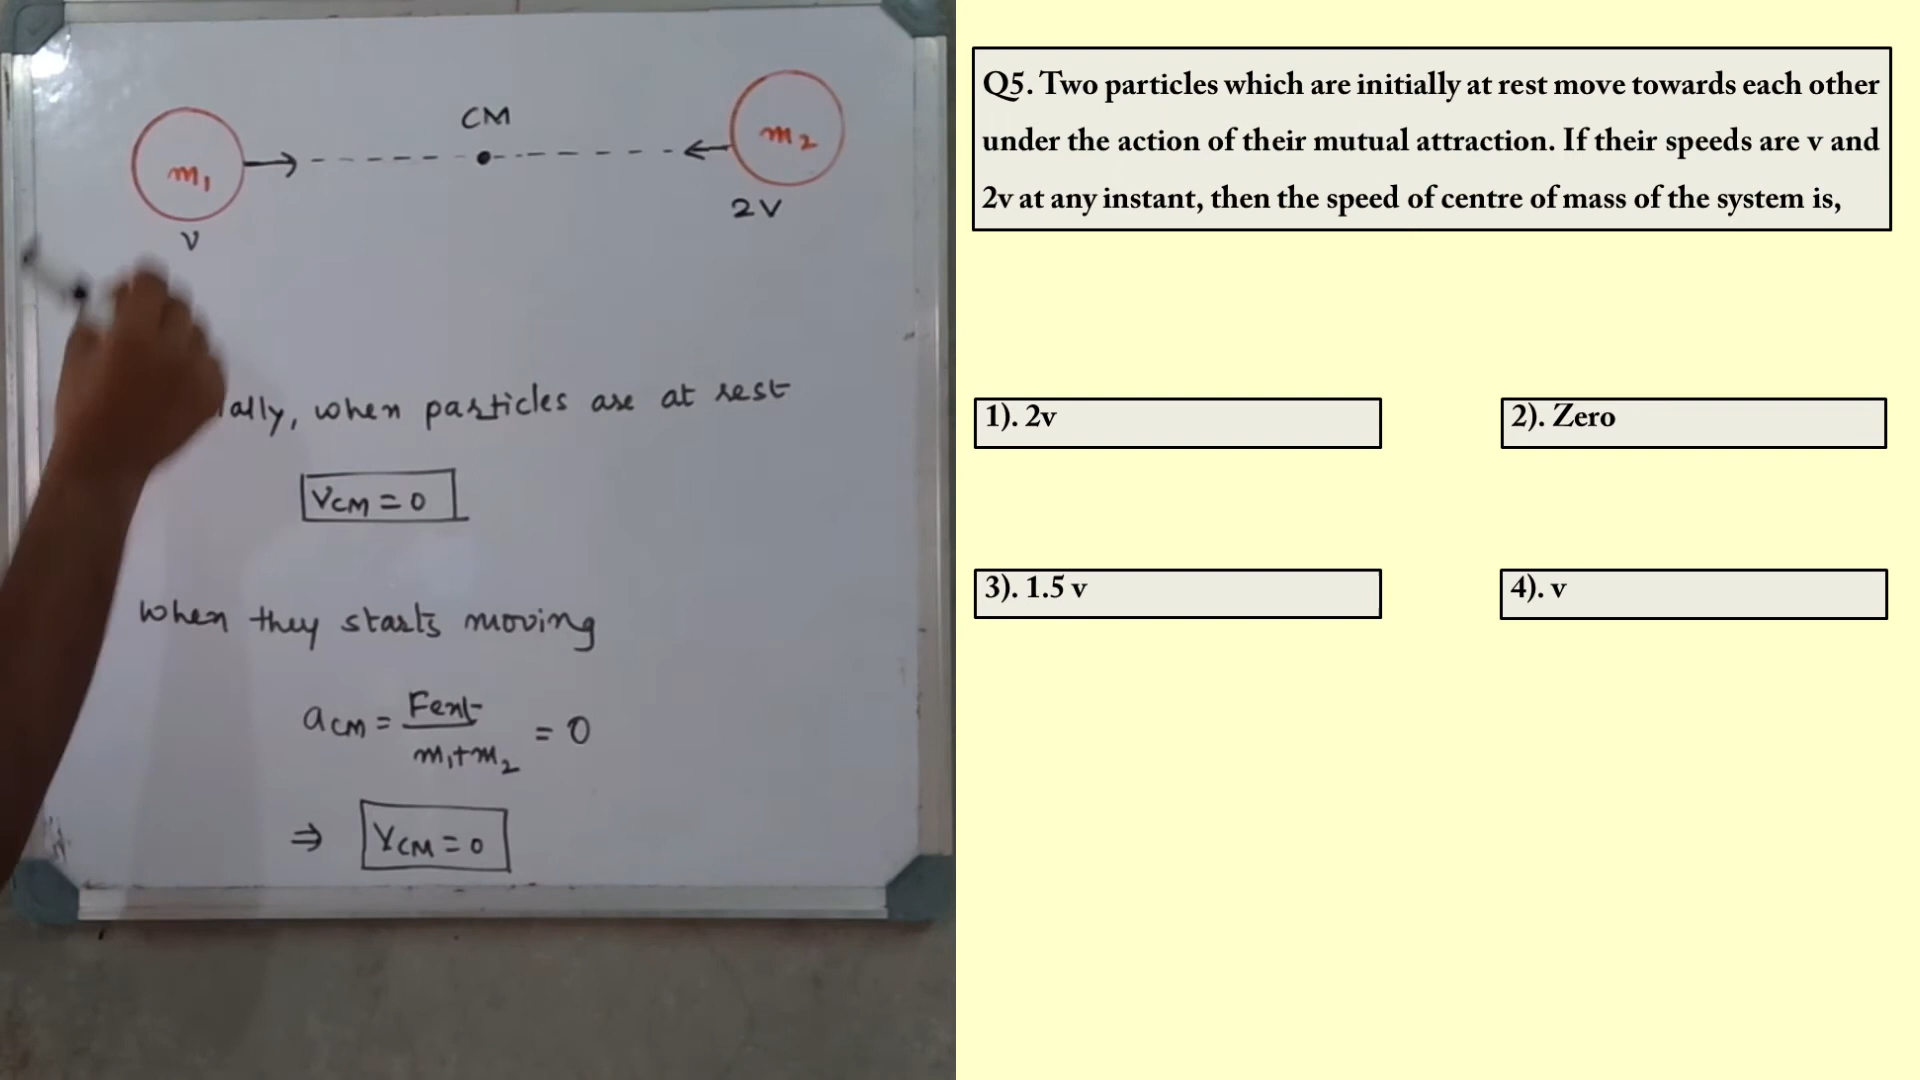 CM
m1
m2
2V
V
when particles are at rest
VCM = 0
when they starts moving
aCM = Fext / m1+m2 = 0
⇒ VCM = 0
Q5. Two particles which are initially at rest move towards each other
under the action of their mutual attraction. If their speeds are v and
2v at any instant, then the speed of centre of mass of the system is,
1). 2v
2). Zero
3). 1.5 v
4). v